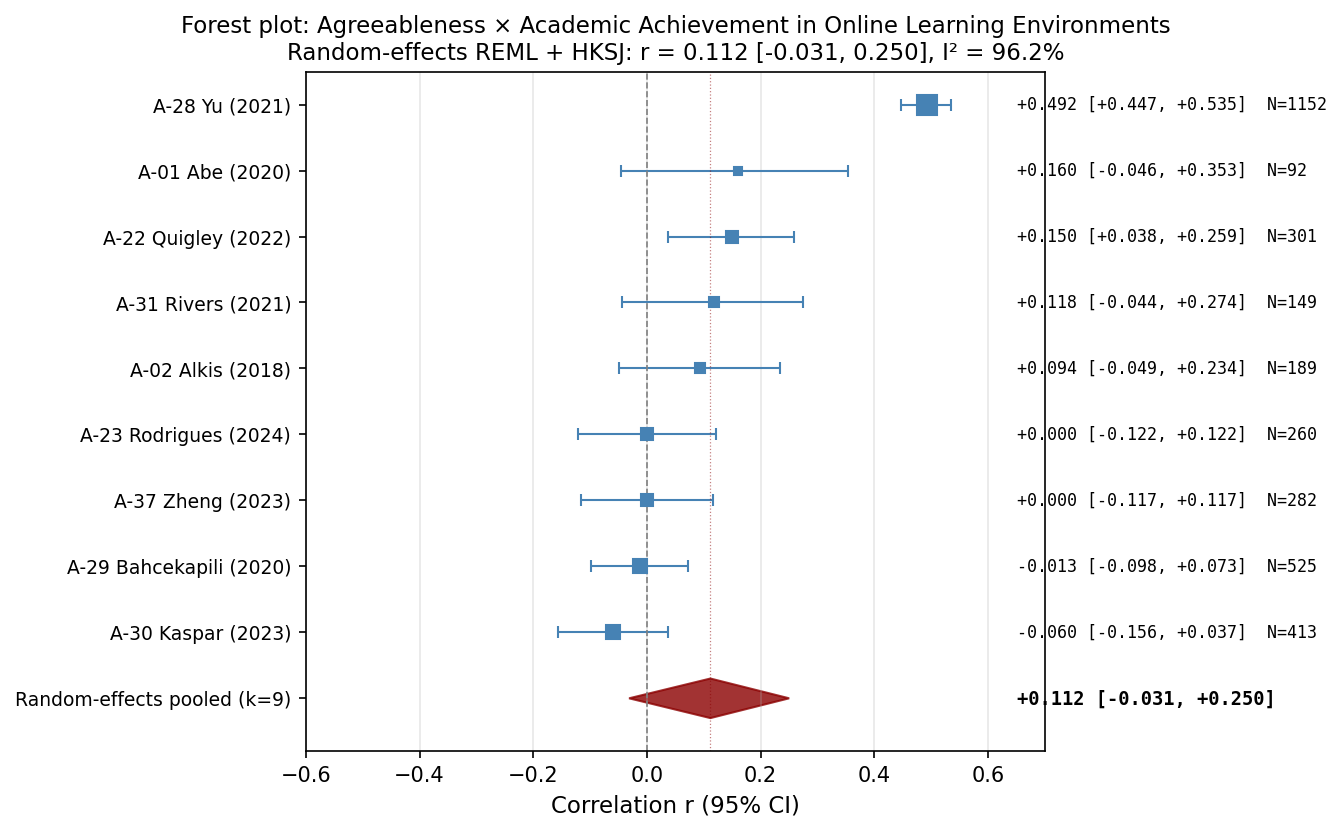 Forest plot: Agreeableness × Academic Achievement in Online Learning Environments
Random-effects REML + HKSJ: r = 0.112 [-0.031, 0.250], I² = 96.2%
A-28 Yu (2021) +0.492 [+0.447, +0.535] N=1152
A-01 Abe (2020) +0.160 [-0.046, +0.353] N=92
A-22 Quigley (2022) +0.150 [+0.038, +0.259] N=301
A-31 Rivers (2021) +0.118 [-0.044, +0.274] N=149
A-02 Alkis (2018) +0.094 [-0.049, +0.234] N=189
A-23 Rodrigues (2024) +0.000 [-0.122, +0.122] N=260
A-37 Zheng (2023) +0.000 [-0.117, +0.117] N=282
A-29 Bahcekapili (2020) -0.013 [-0.098, +0.073] N=525
A-30 Kaspar (2023) -0.060 [-0.156, +0.037] N=413
Random-effects pooled (k=9) +0.112 [-0.031, +0.250]
−0.6 −0.4 −0.2 0.0 0.2 0.4 0.6
Correlation r (95% CI)